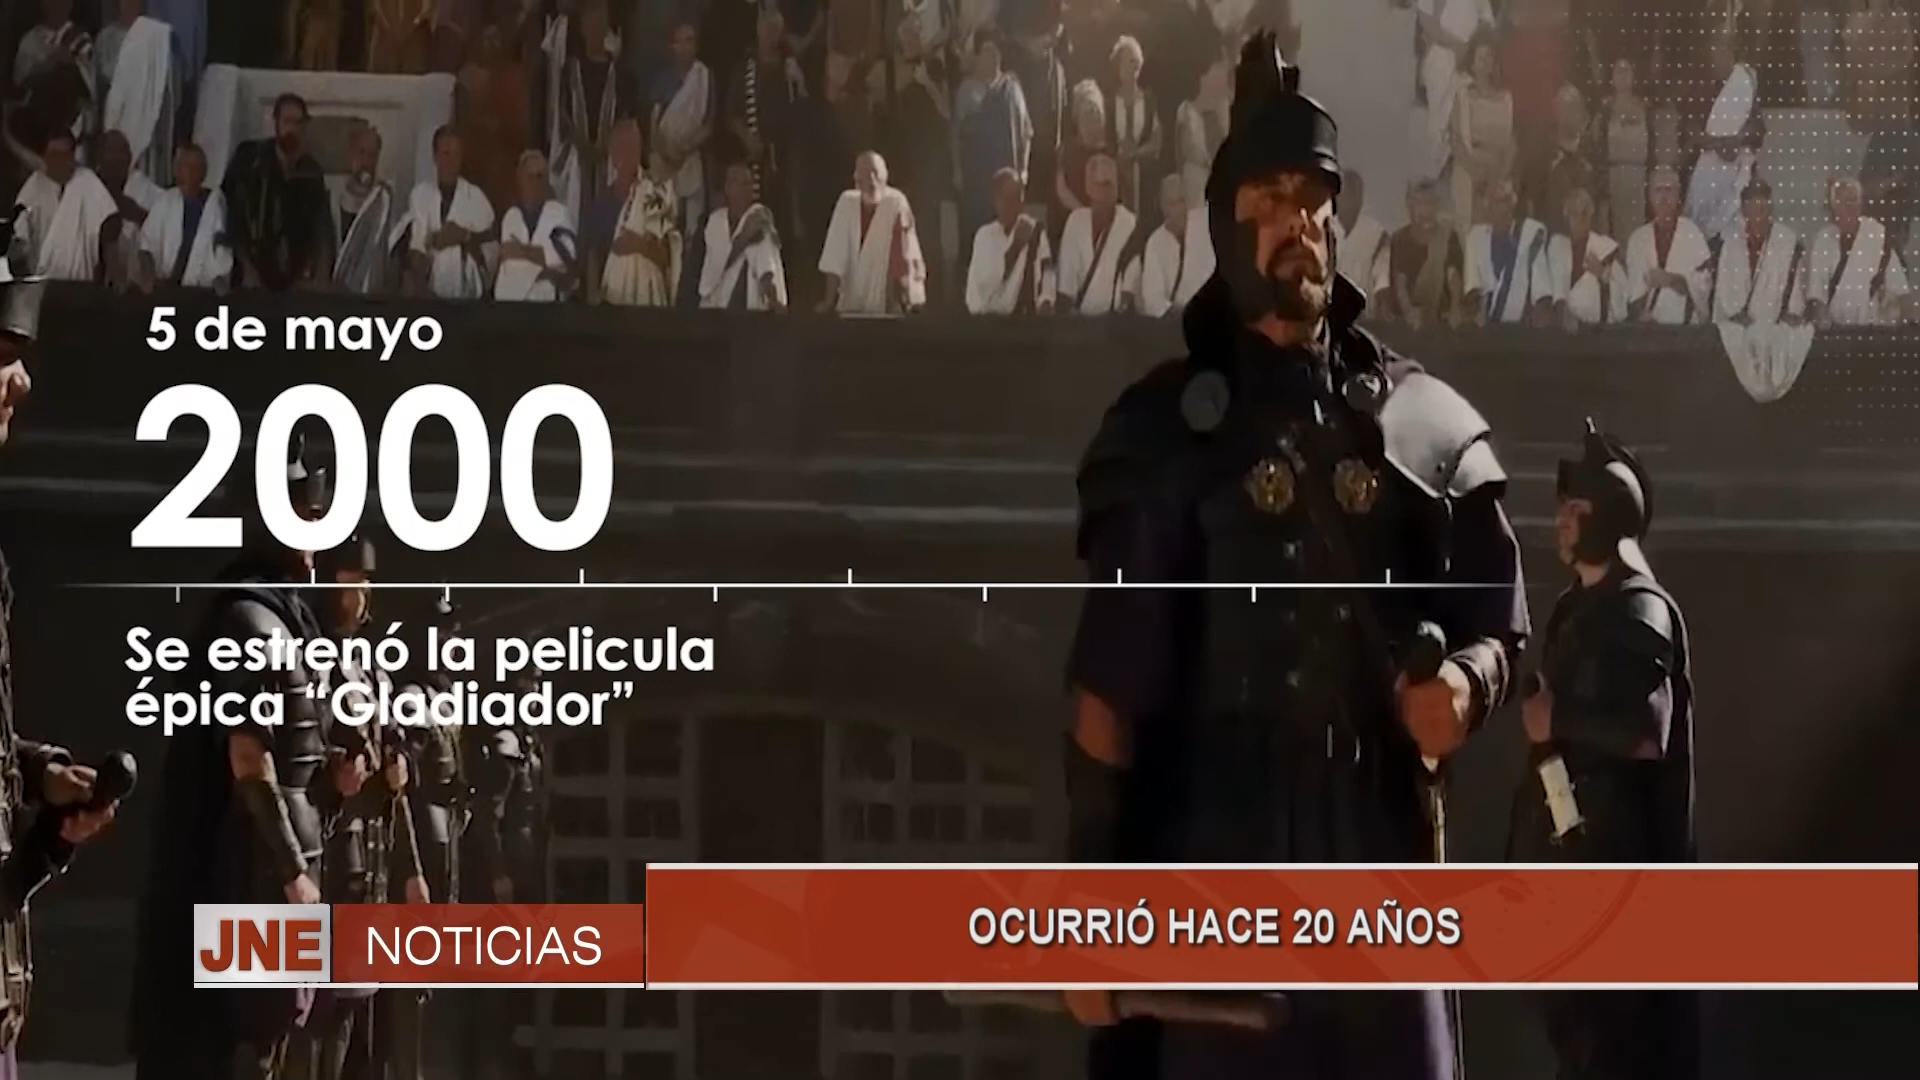 5 de mayo
2000
Se estrenó la pelicula
épica “Gladiador”
JNE NOTICIAS
OCURRIÓ HACE 20 AÑOS